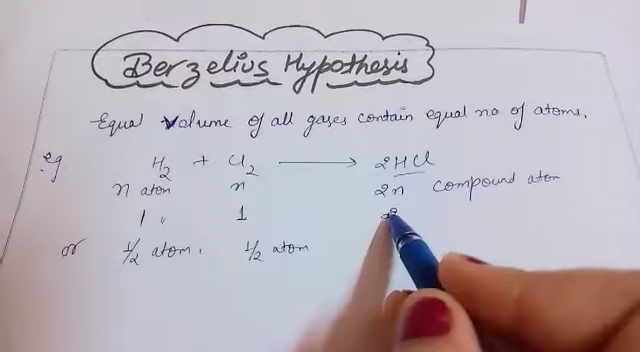 Berzelius Hypothesis
Equal Volume of all gases contain equal no of atoms.
eg H2 + Cl2 ⟶ 2HCl
n atom n 2n compound atom
1 " 1 2
or 1/2 atom. 1/2 atom